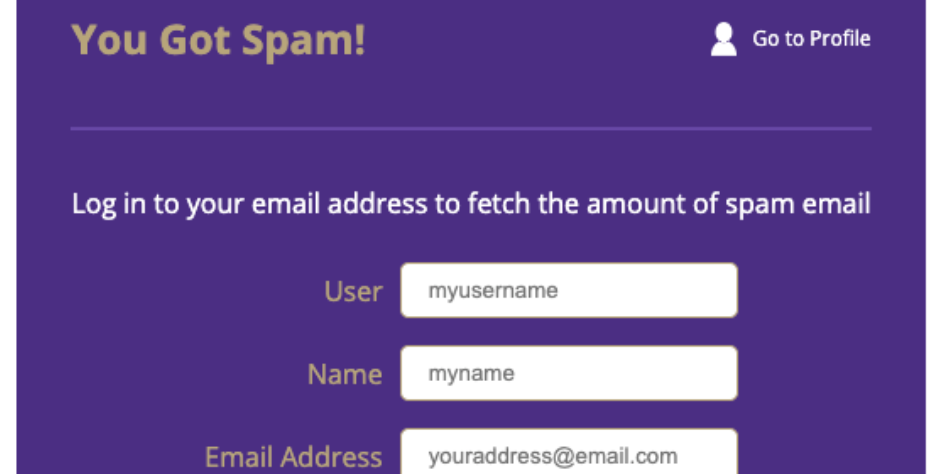 You Got Spam!
Go to Profile
Log in to your email address to fetch the amount of spam email
User myusername
Name myname
Email Address youraddress@email.com